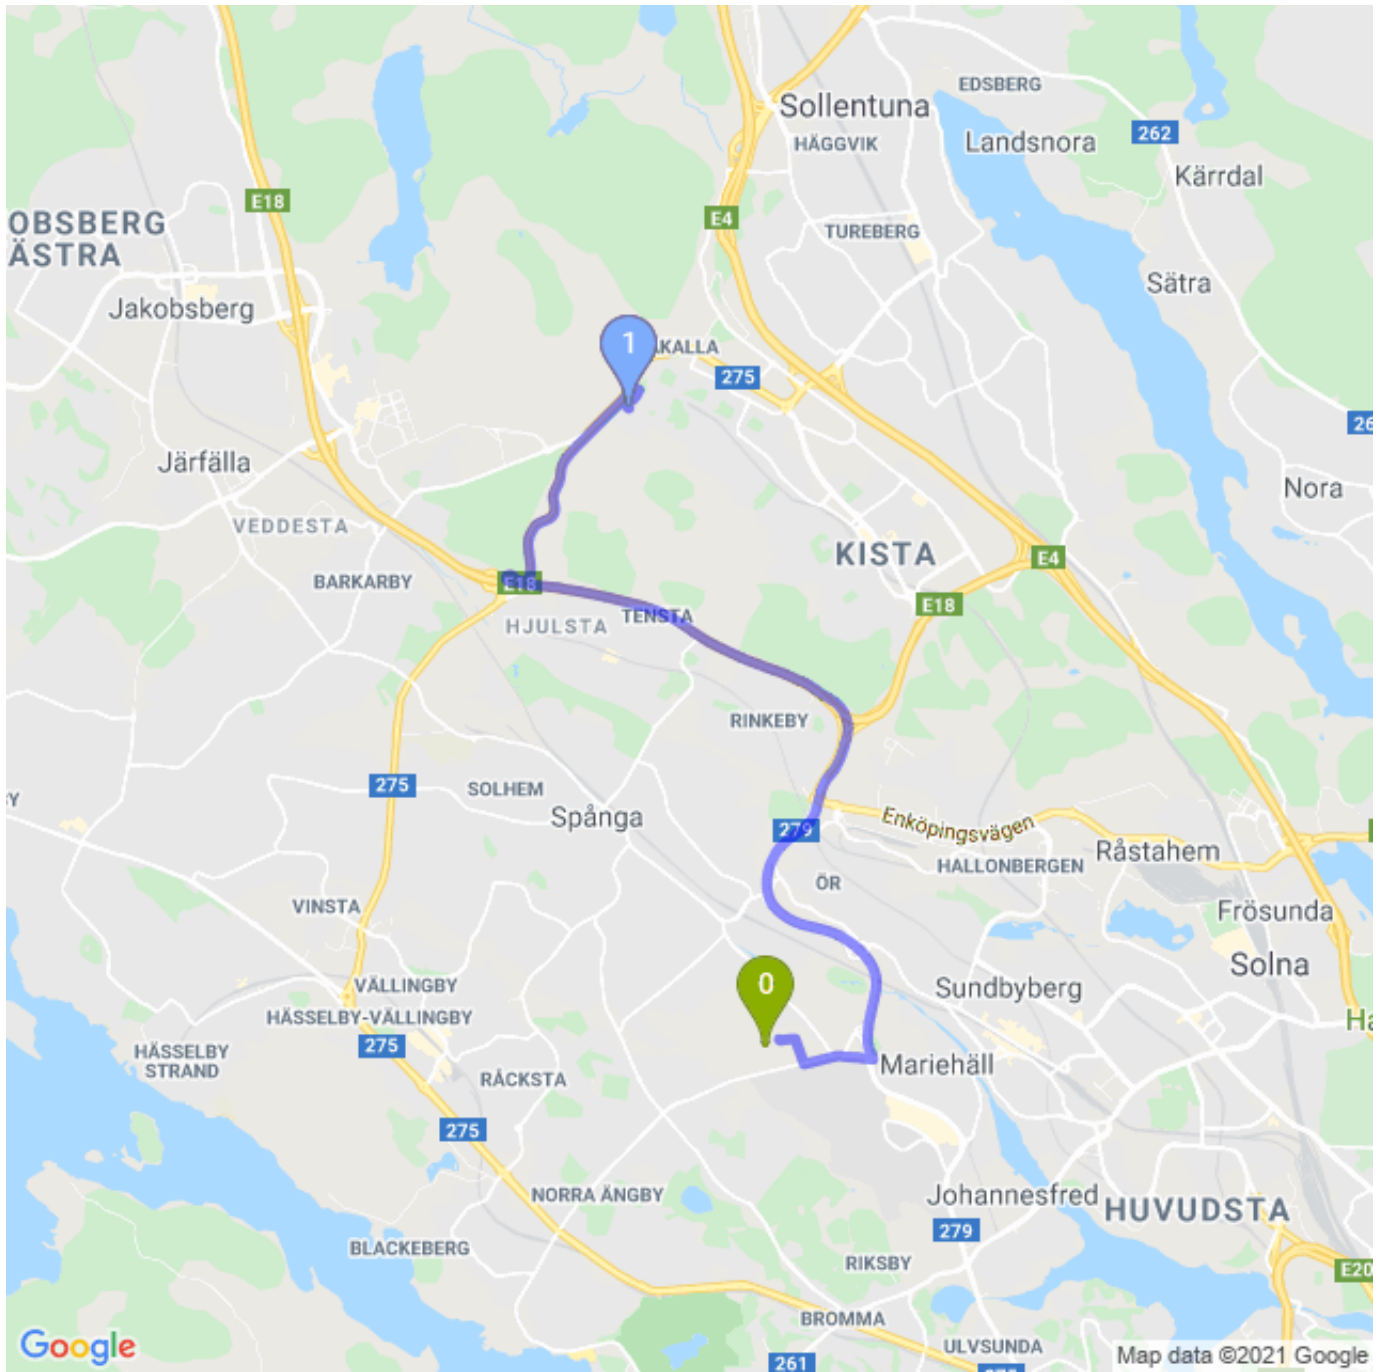 EDSBERG
Sollentuna
262
Landsnora
HÄGGVIK
Kärrdal
E18
E4
OBSBERG
ÄSTRA
TUREBERG
Sätra
Jakobsberg
1
AKALLA
275
26
Järfälla
Nora
VEDDESTA
KISTA
E4
BARKARBY
E18
E18
HJULSTA
TENSTA
RINKEBY
275
SOLHEM
Spånga
279
Enköpingsvägen
Råstahem
HALLONBERGEN
ÖR
VINSTA
Frösunda
Solna
VÄLLINGBY
0
Sundbyberg
HÄSSELBY-VÄLLINGBY
Ha
275
HÄSSELBY
STRAND
RÅCKSTA
Mariehäll
275
NORRA ÄNGBY
Johannesfred
HUVUDSTA
279
BLACKEBERG
RIKSBY
E20
BROMMA
Google
ULVSUNDA
Map data ©2021 Google
261